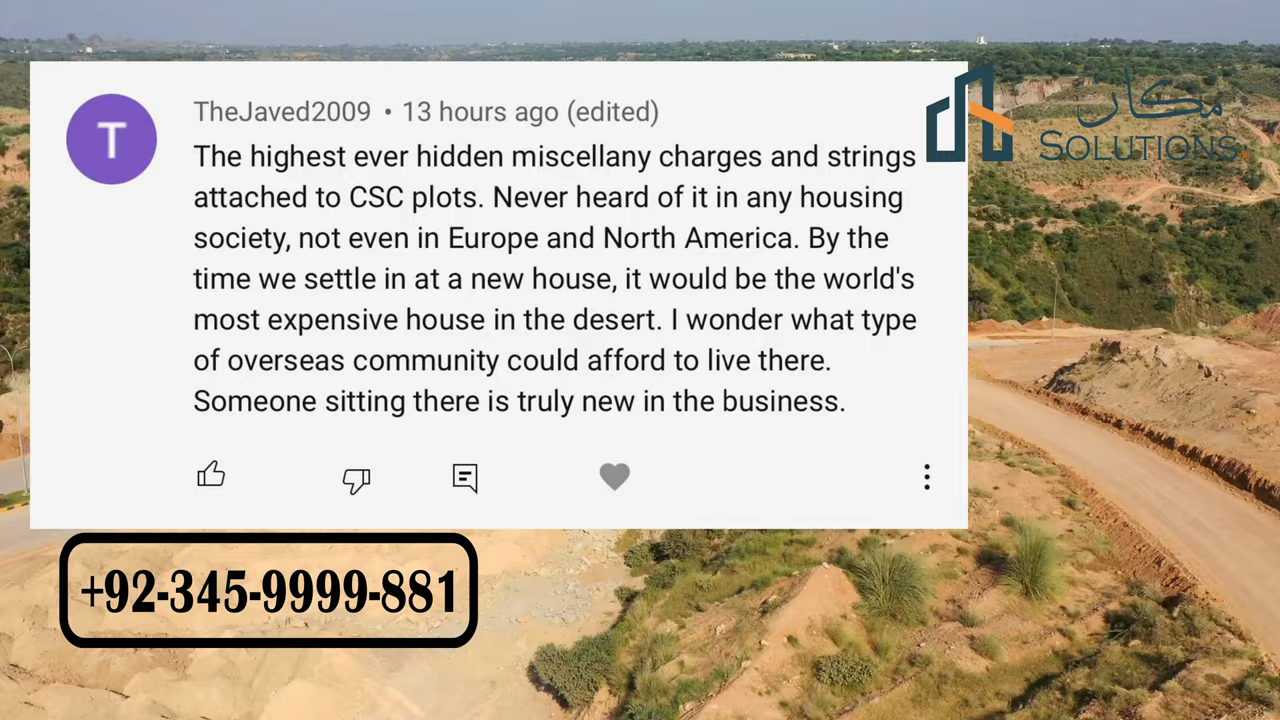 TheJaved2009 • 13 hours ago (edited)
T
The highest ever hidden miscellany charges and strings
attached to CSC plots. Never heard of it in any housing
society, not even in Europe and North America. By the
time we settle in at a new house, it would be the world's
most expensive house in the desert. I wonder what type
of overseas community could afford to live there.
Someone sitting there is truly new in the business.
مكان
SOLUTIONS
+92-345-9999-881